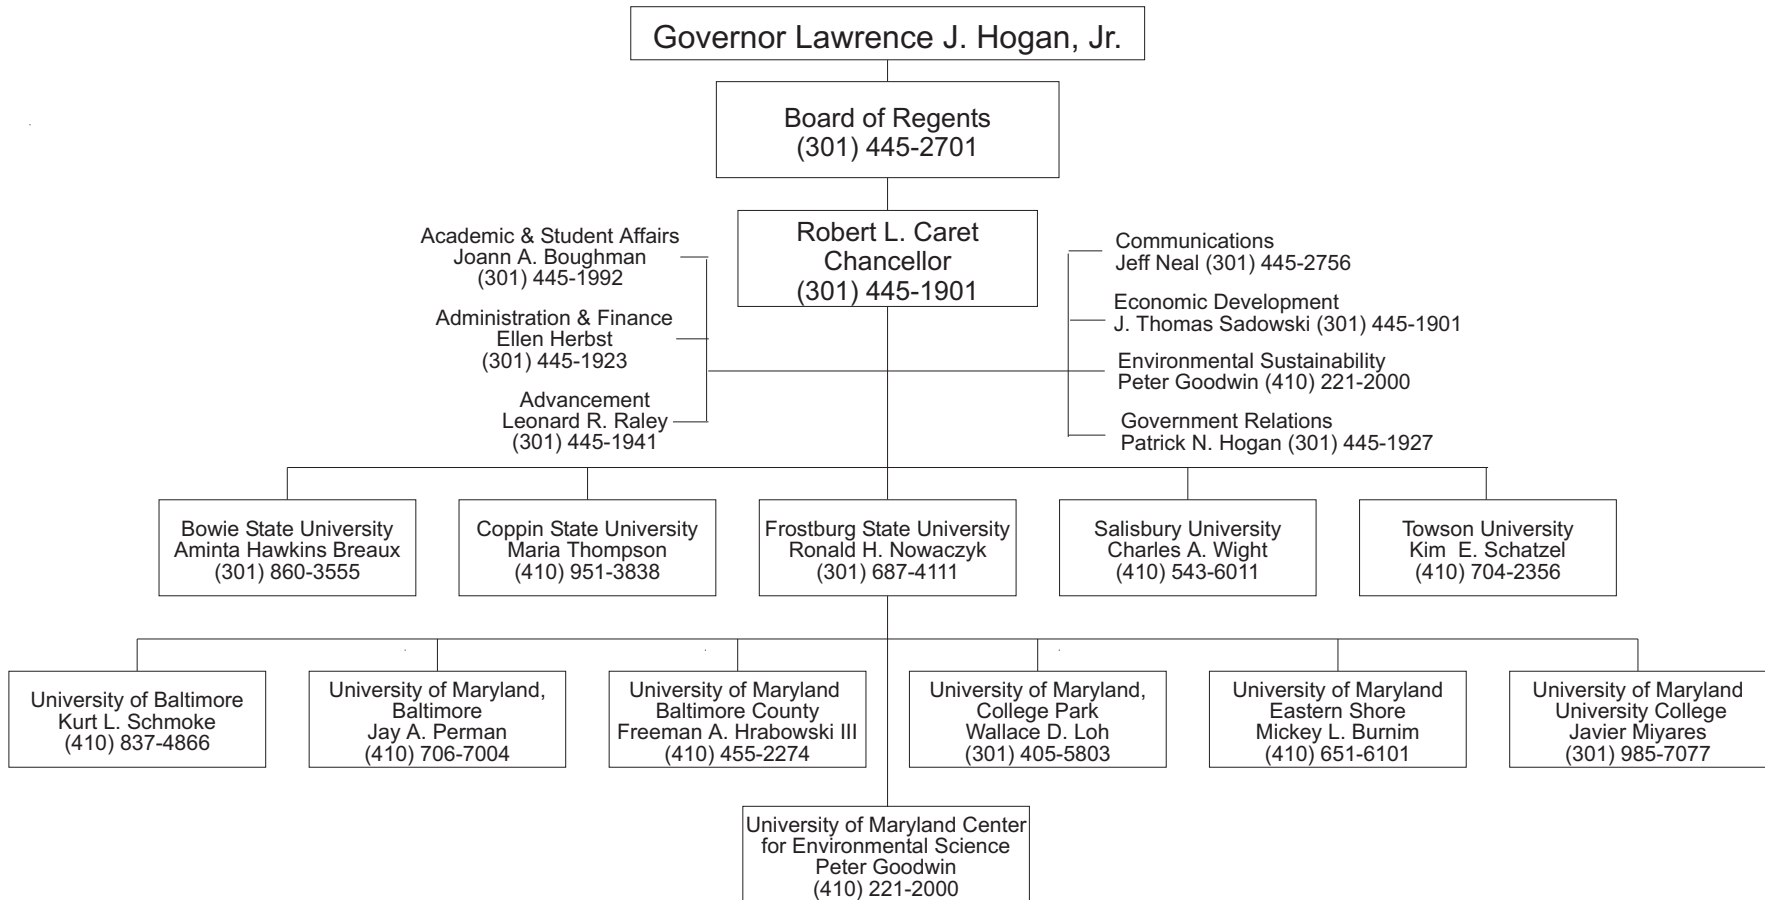 Governor Lawrence J. Hogan, Jr.
Board of Regents
(301) 445-2701
Robert L. Caret
Chancellor
(301) 445-1901
Academic & Student Affairs
Joann A. Boughman
(301) 445-1992
Administration & Finance
Ellen Herbst
(301) 445-1923
Advancement
Leonard R. Raley
(301) 445-1941
Communications
Jeff Neal (301) 445-2756
Economic Development
J. Thomas Sadowski (301) 445-1901
Environmental Sustainability
Peter Goodwin (410) 221-2000
Government Relations
Patrick N. Hogan (301) 445-1927
Bowie State University
Aminta Hawkins Breaux
(301) 860-3555
Coppin State University
Maria Thompson
(410) 951-3838
Frostburg State University
Ronald H. Nowaczyk
(301) 687-4111
Salisbury University
Charles A. Wight
(410) 543-6011
Towson University
Kim E. Schatzel
(410) 704-2356
University of Baltimore
Kurt L. Schmoke
(410) 837-4866
University of Maryland,
Baltimore
Jay A. Perman
(410) 706-7004
University of Maryland
Baltimore County
Freeman A. Hrabowski III
(410) 455-2274
University of Maryland,
College Park
Wallace D. Loh
(301) 405-5803
University of Maryland
Eastern Shore
Mickey L. Burnim
(410) 651-6101
University of Maryland
University College
Javier Miyares
(301) 985-7077
University of Maryland Center
for Environmental Science
Peter Goodwin
(410) 221-2000